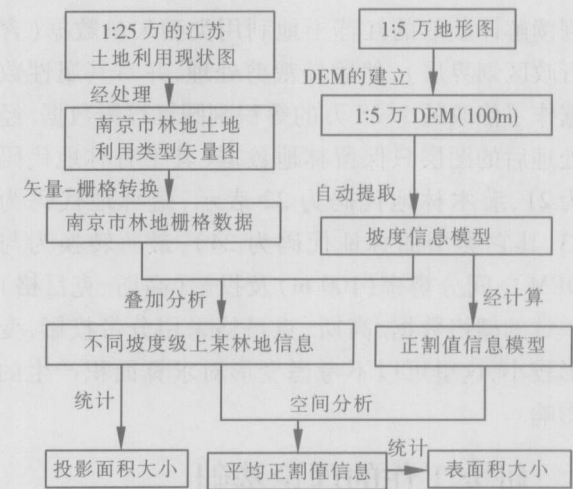 1:25 万的江苏
土地利用现状图
1:5 万地形图
经处理
DEM的建立
南京市林地土地
利用类型矢量图
1:5 万 DEM(100m)
矢量-栅格转换
自动提取
南京市林地栅格数据
坡度信息模型
叠加分析
经计算
不同坡度级上某林地信息
正割值信息模型
统计
空间分析
投影面积大小
平均正割值信息
统计
表面积大小